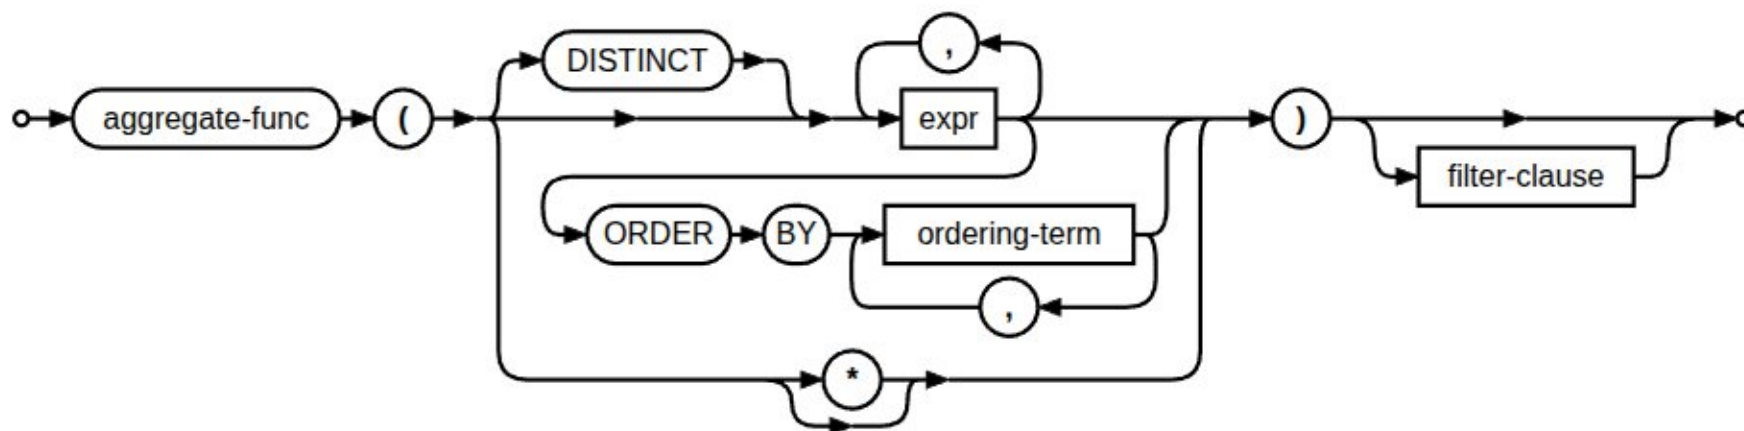 ,
DISTINCT
aggregate-func ( expr )
filter-clause
ORDER BY ordering-term
,
*